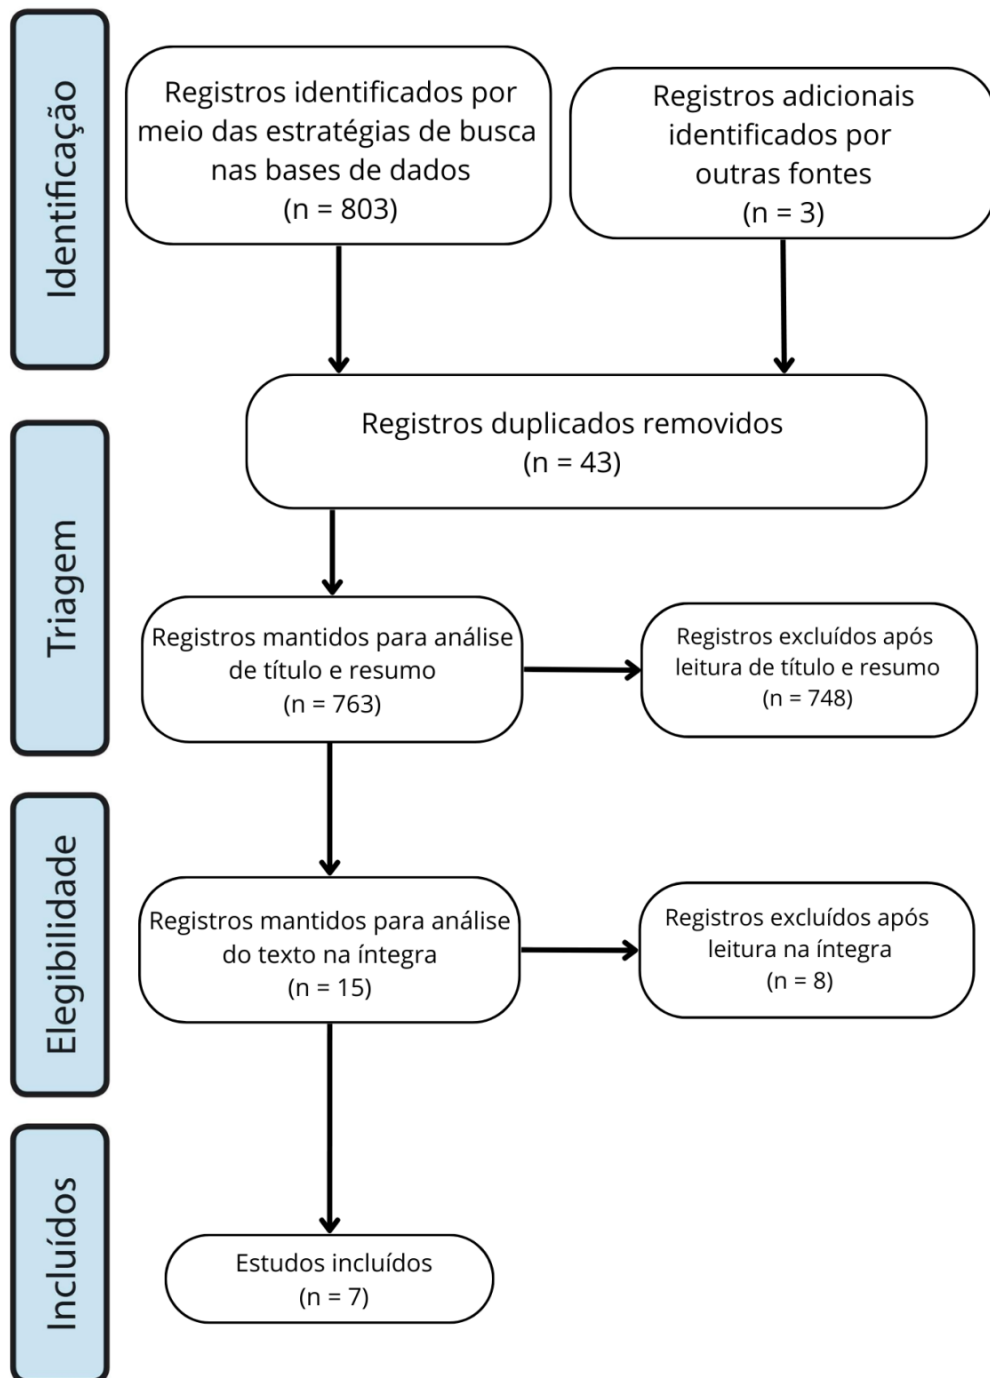 Identificação
Registros identificados por
meio das estratégias de busca
nas bases de dados
(n = 803)
Registros adicionais
identificados por
outras fontes
(n = 3)
Triagem
Registros duplicados removidos
(n = 43)
Registros mantidos para análise
de título e resumo
(n = 763)
Registros excluídos após
leitura de título e resumo
(n = 748)
Elegibilidade
Registros mantidos para análise
do texto na íntegra
(n = 15)
Registros excluídos após
leitura na íntegra
(n = 8)
Incluídos
Estudos incluídos
(n = 7)